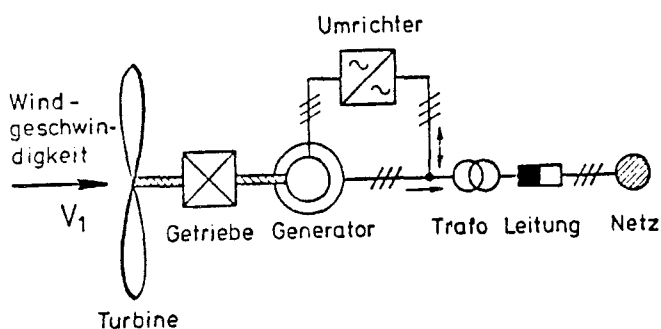 Umrichter
Wind-
geschwin-
digkeit
V₁
Getriebe Generator Trafo Leitung Netz
Turbine